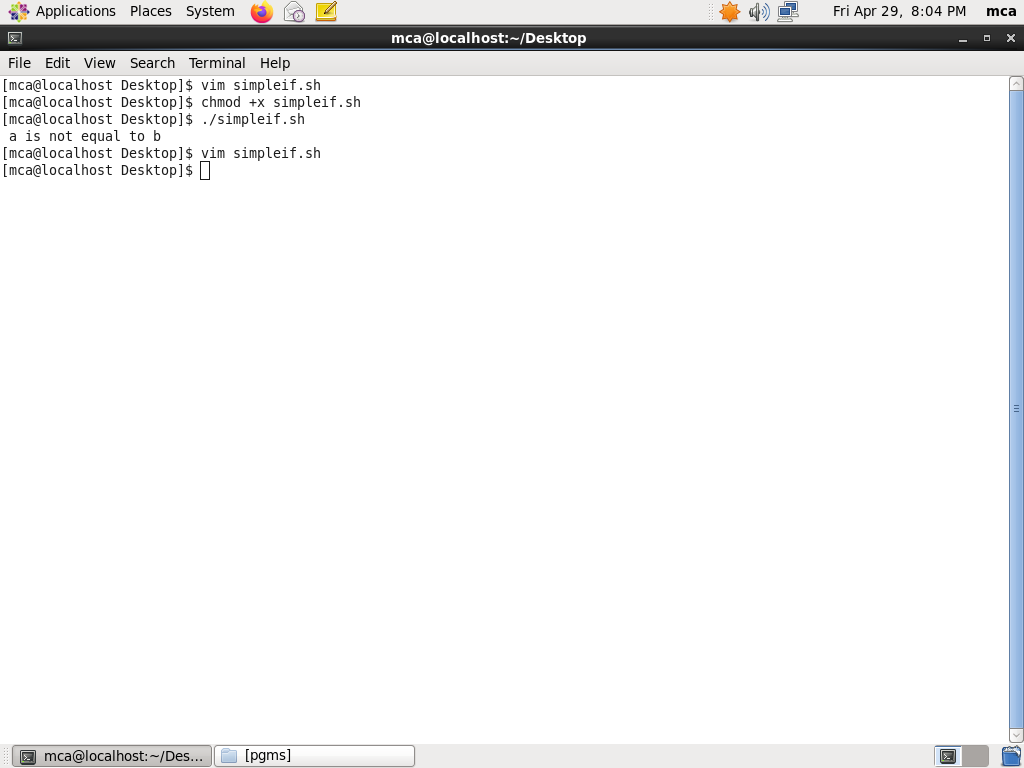 Applications Places System Fri Apr 29, 8:04 PM mca
mca@localhost:~/Desktop
File Edit View Search Terminal Help
[mca@localhost Desktop]$ vim simpleif.sh
[mca@localhost Desktop]$ chmod +x simpleif.sh
[mca@localhost Desktop]$ ./simpleif.sh
 a is not equal to b
[mca@localhost Desktop]$ vim simpleif.sh
[mca@localhost Desktop]$
mca@localhost:~/Des... [pgms]